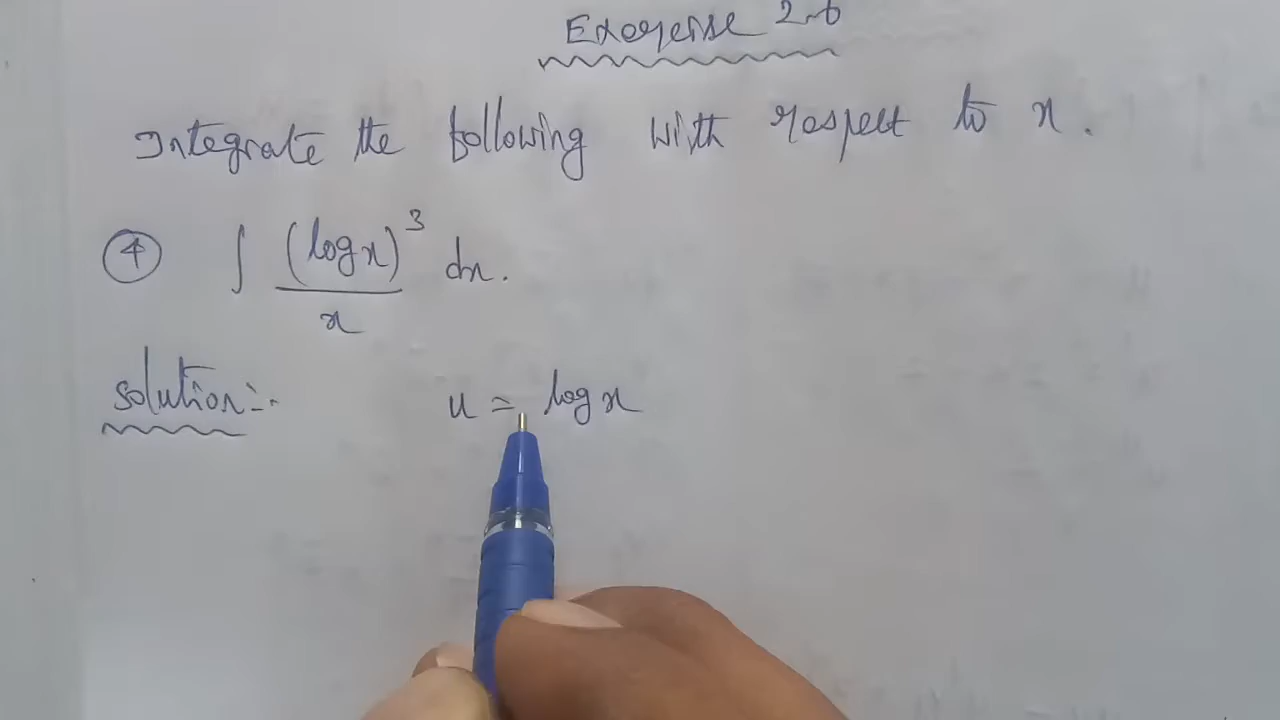 Exercise 2.6
Integrate the following with respect to x.
④ ∫ (log x)³ / x dx.
Solution:-
u = log x